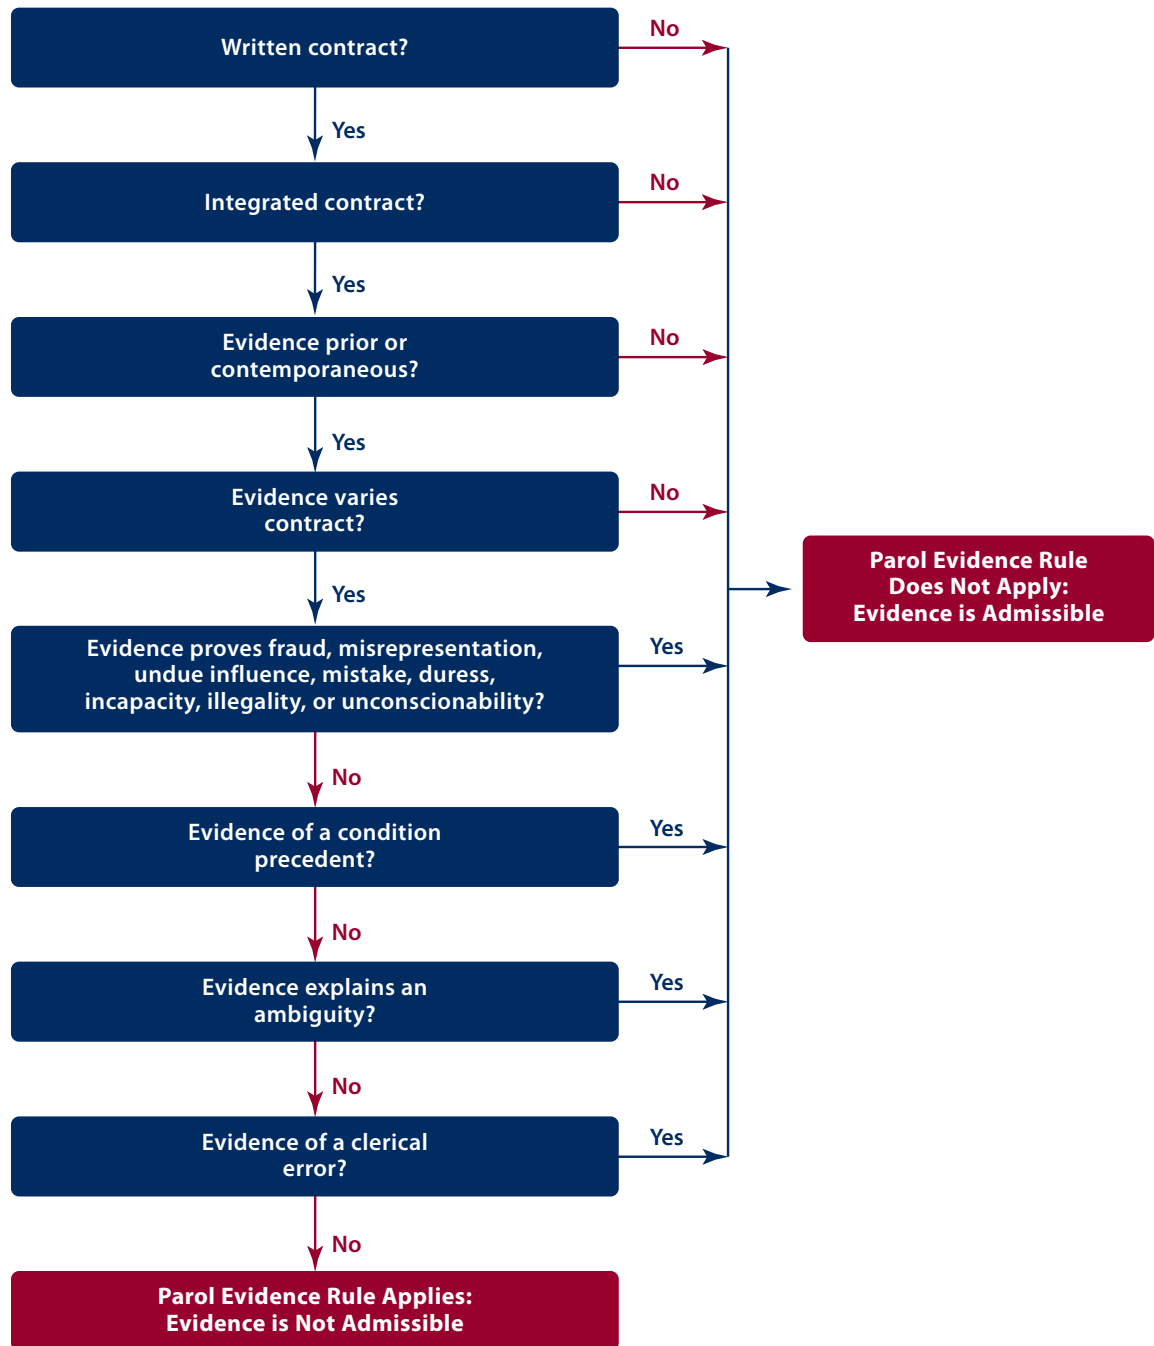 Written contract?
No
Yes
Integrated contract?
No
Yes
Evidence prior or
contemporaneous?
No
Yes
Evidence varies
contract?
No
Yes
Parol Evidence Rule
Does Not Apply:
Evidence is Admissible
Evidence proves fraud, misrepresentation,
undue influence, mistake, duress,
incapacity, illegality, or unconscionability?
Yes
No
Evidence of a condition
precedent?
Yes
No
Evidence explains an
ambiguity?
Yes
No
Evidence of a clerical
error?
Yes
No
Parol Evidence Rule Applies:
Evidence is Not Admissible